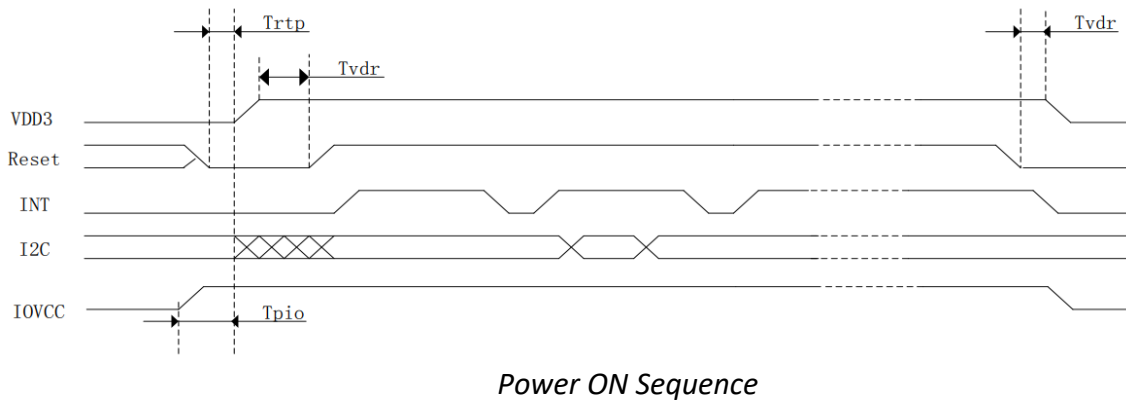 Trtp
Tvdr
Tvdr
VDD3
Reset
INT
I2C
IOVCC
Tpio
Power ON Sequence